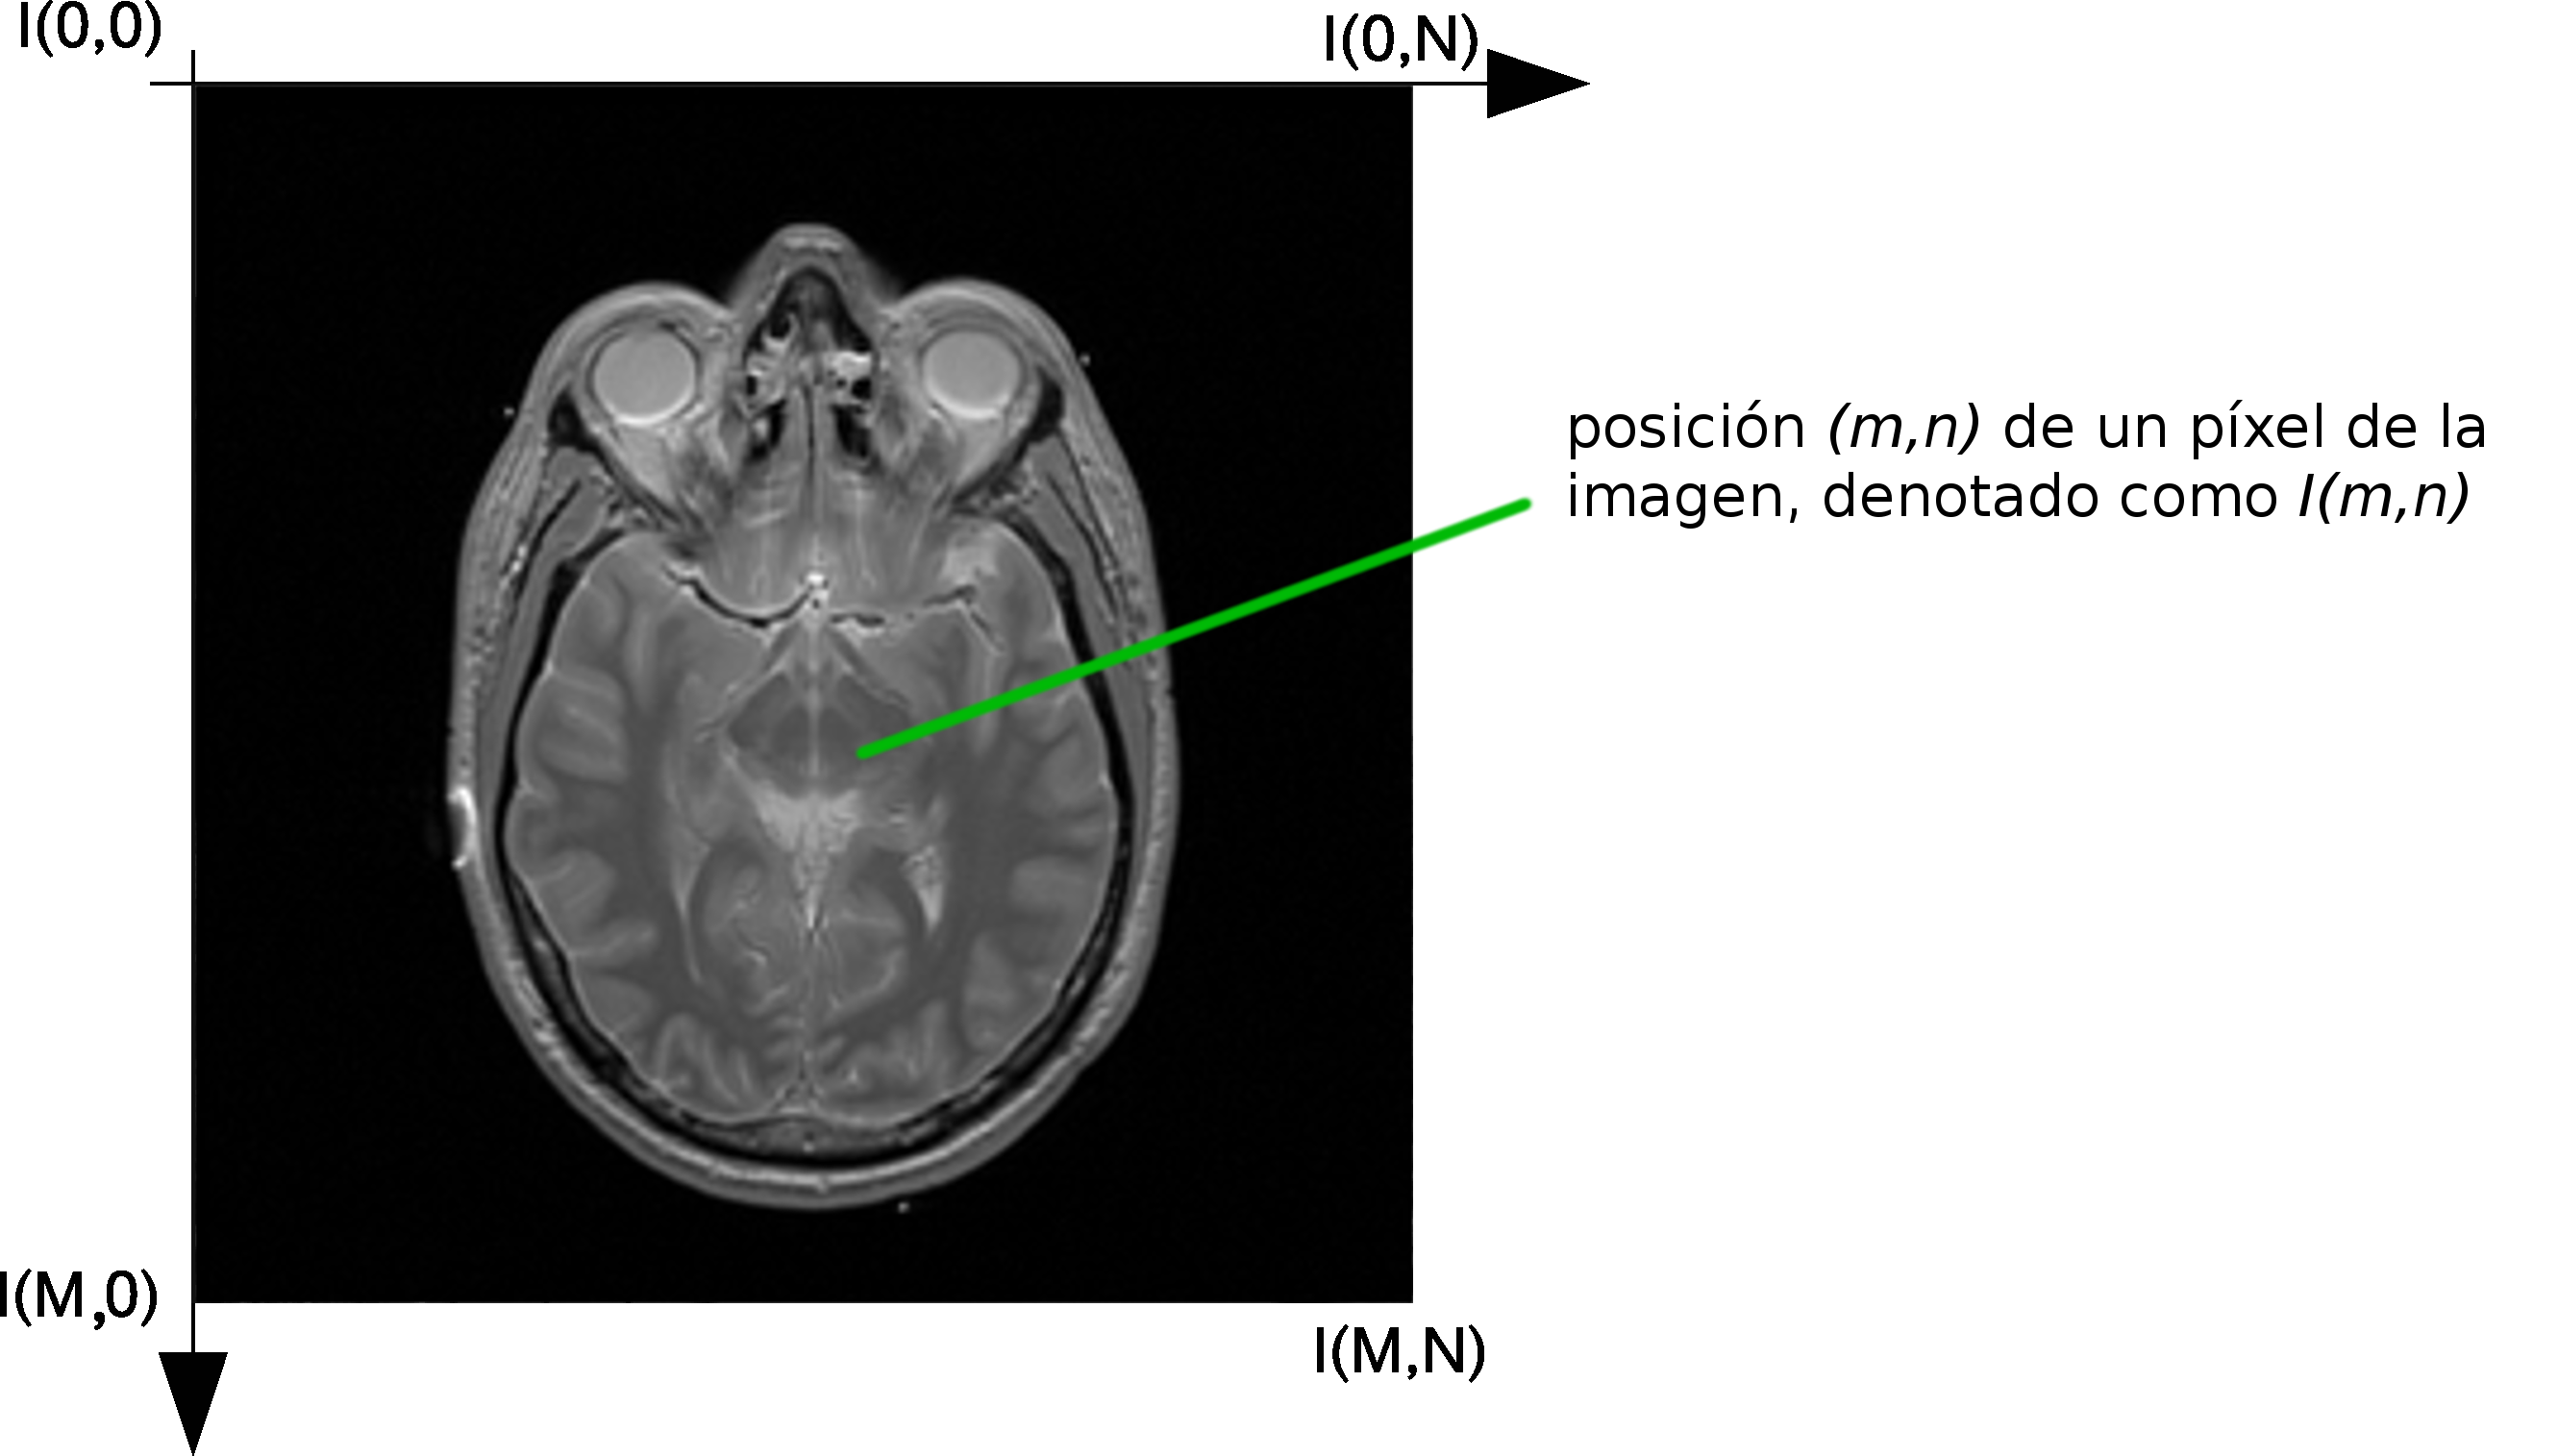 I(0,0)
I(0,N)
posición (m,n) de un píxel de la
imagen, denotado como I(m,n)
I(M,0)
I(M,N)